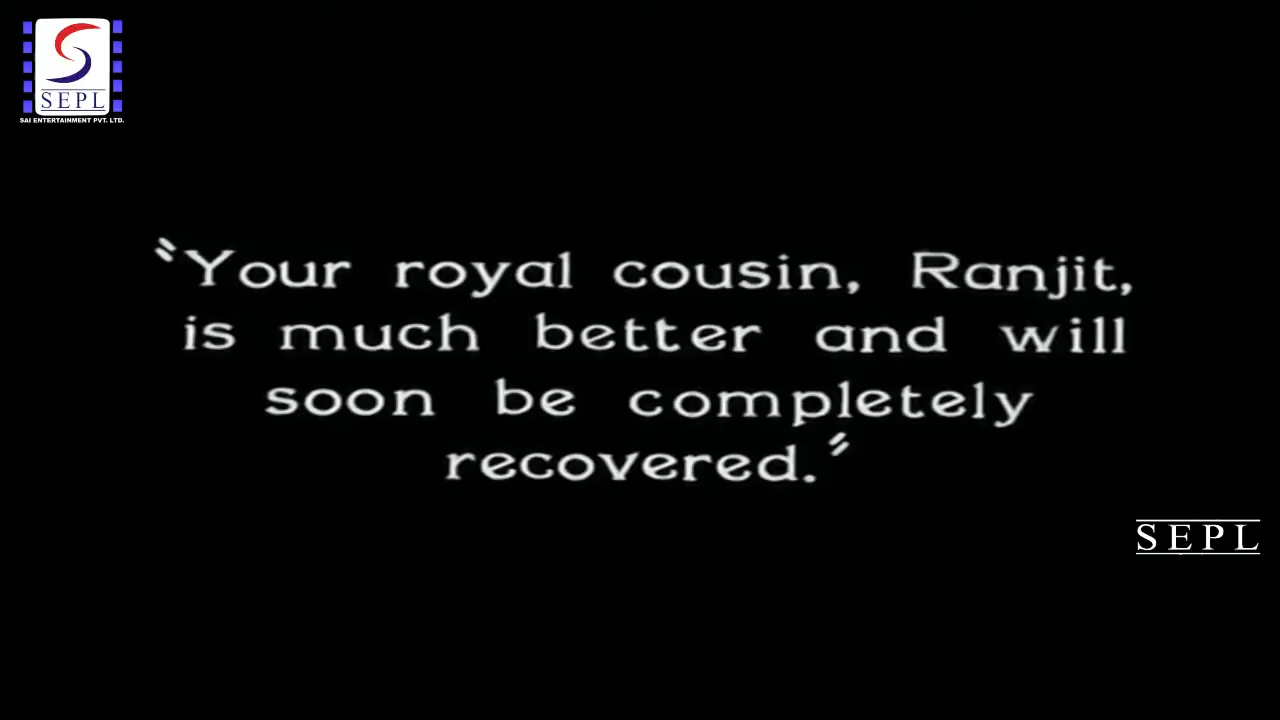 SEPL
SAI ENTERTAINMENT PVT. LTD.
"Your royal cousin, Ranjit,
is much better and will
soon be completely
recovered."
SEPL